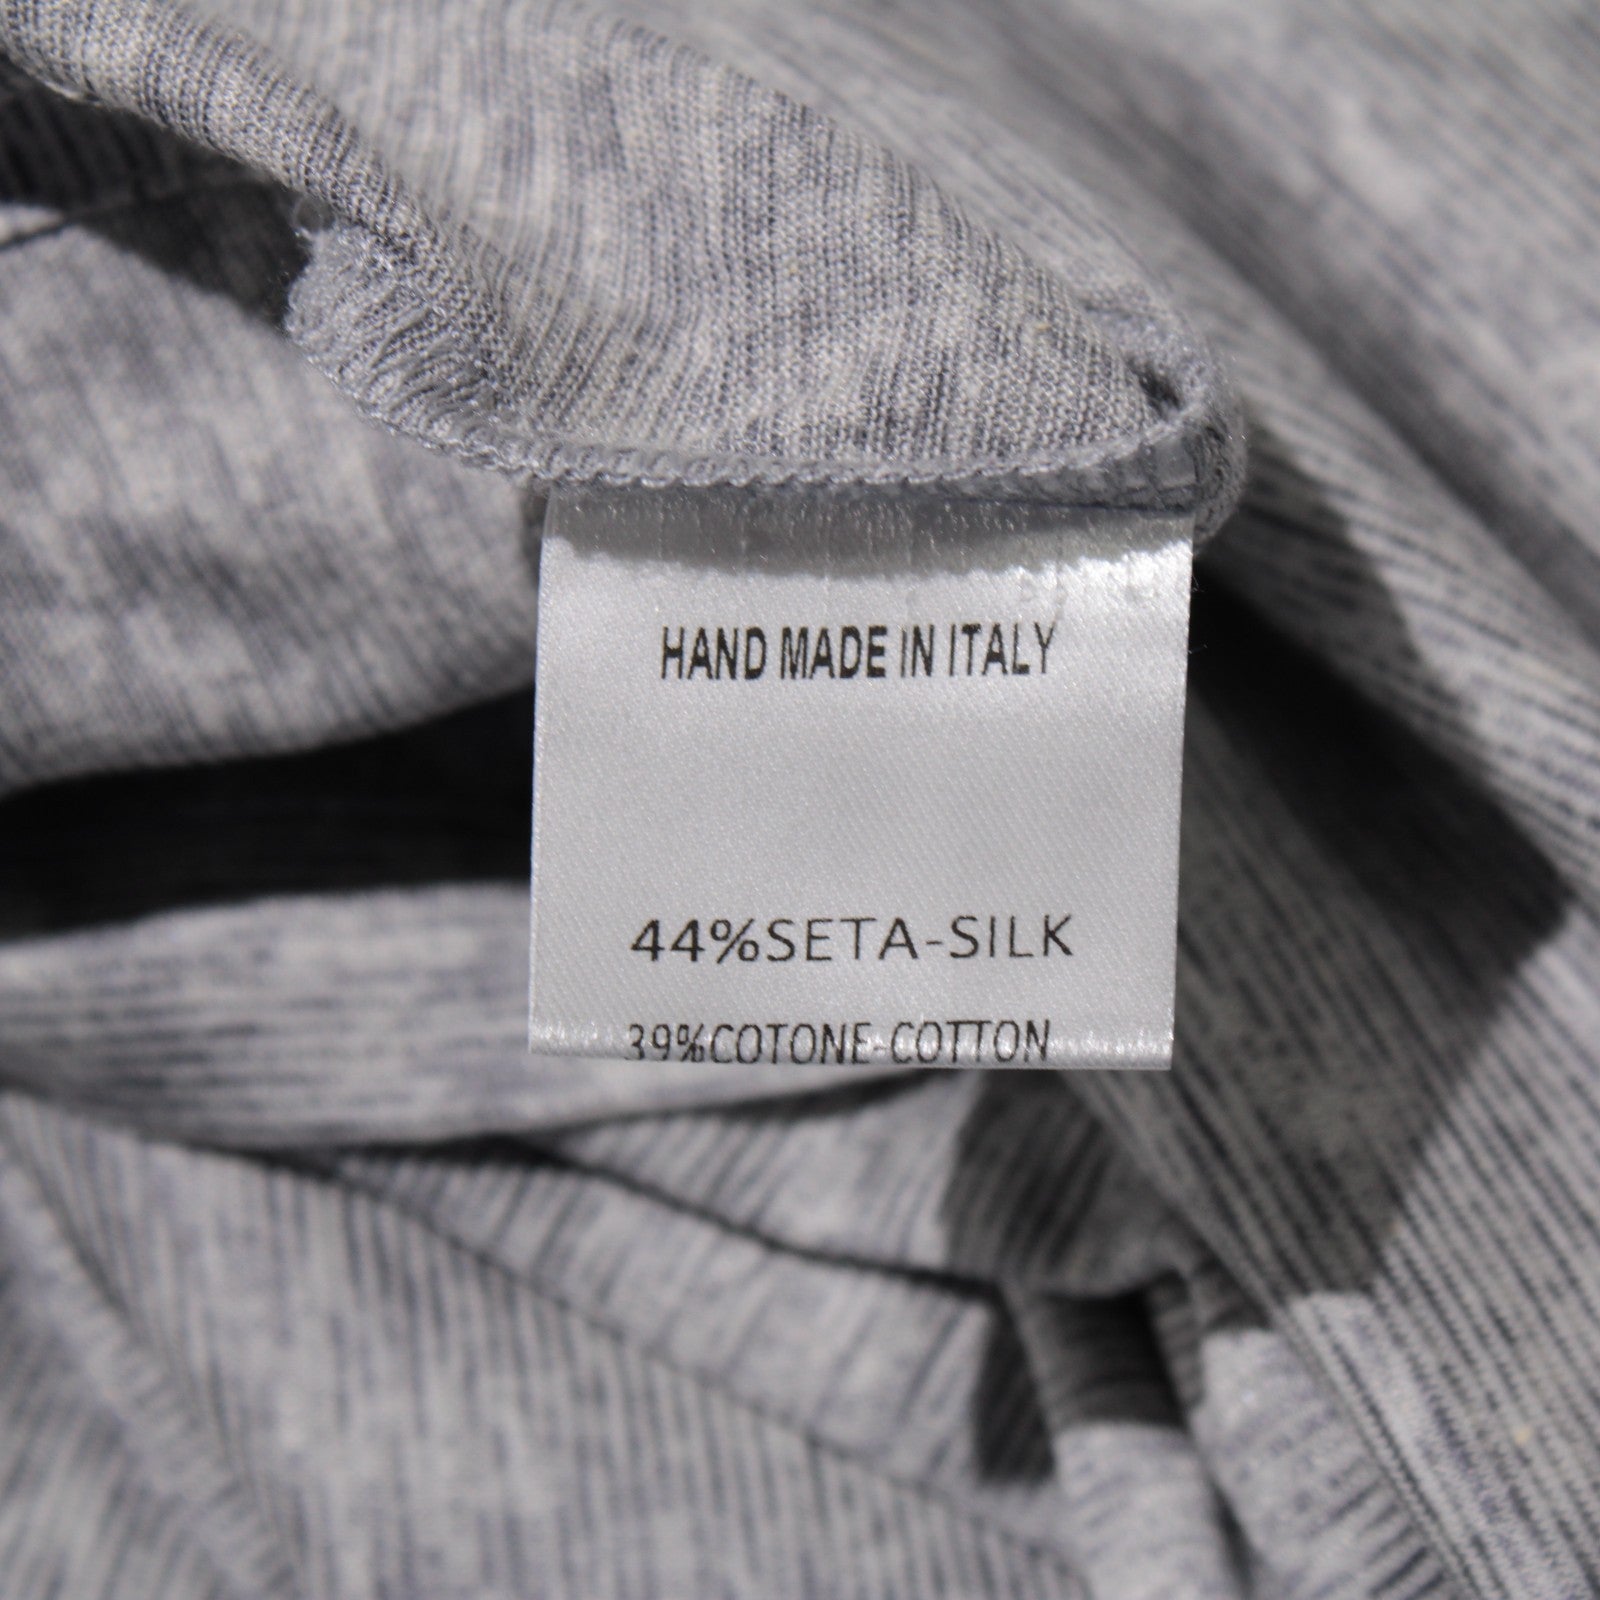 HAND MADE IN ITALY
44%SETA-SILK
39%COTONE-COTTON